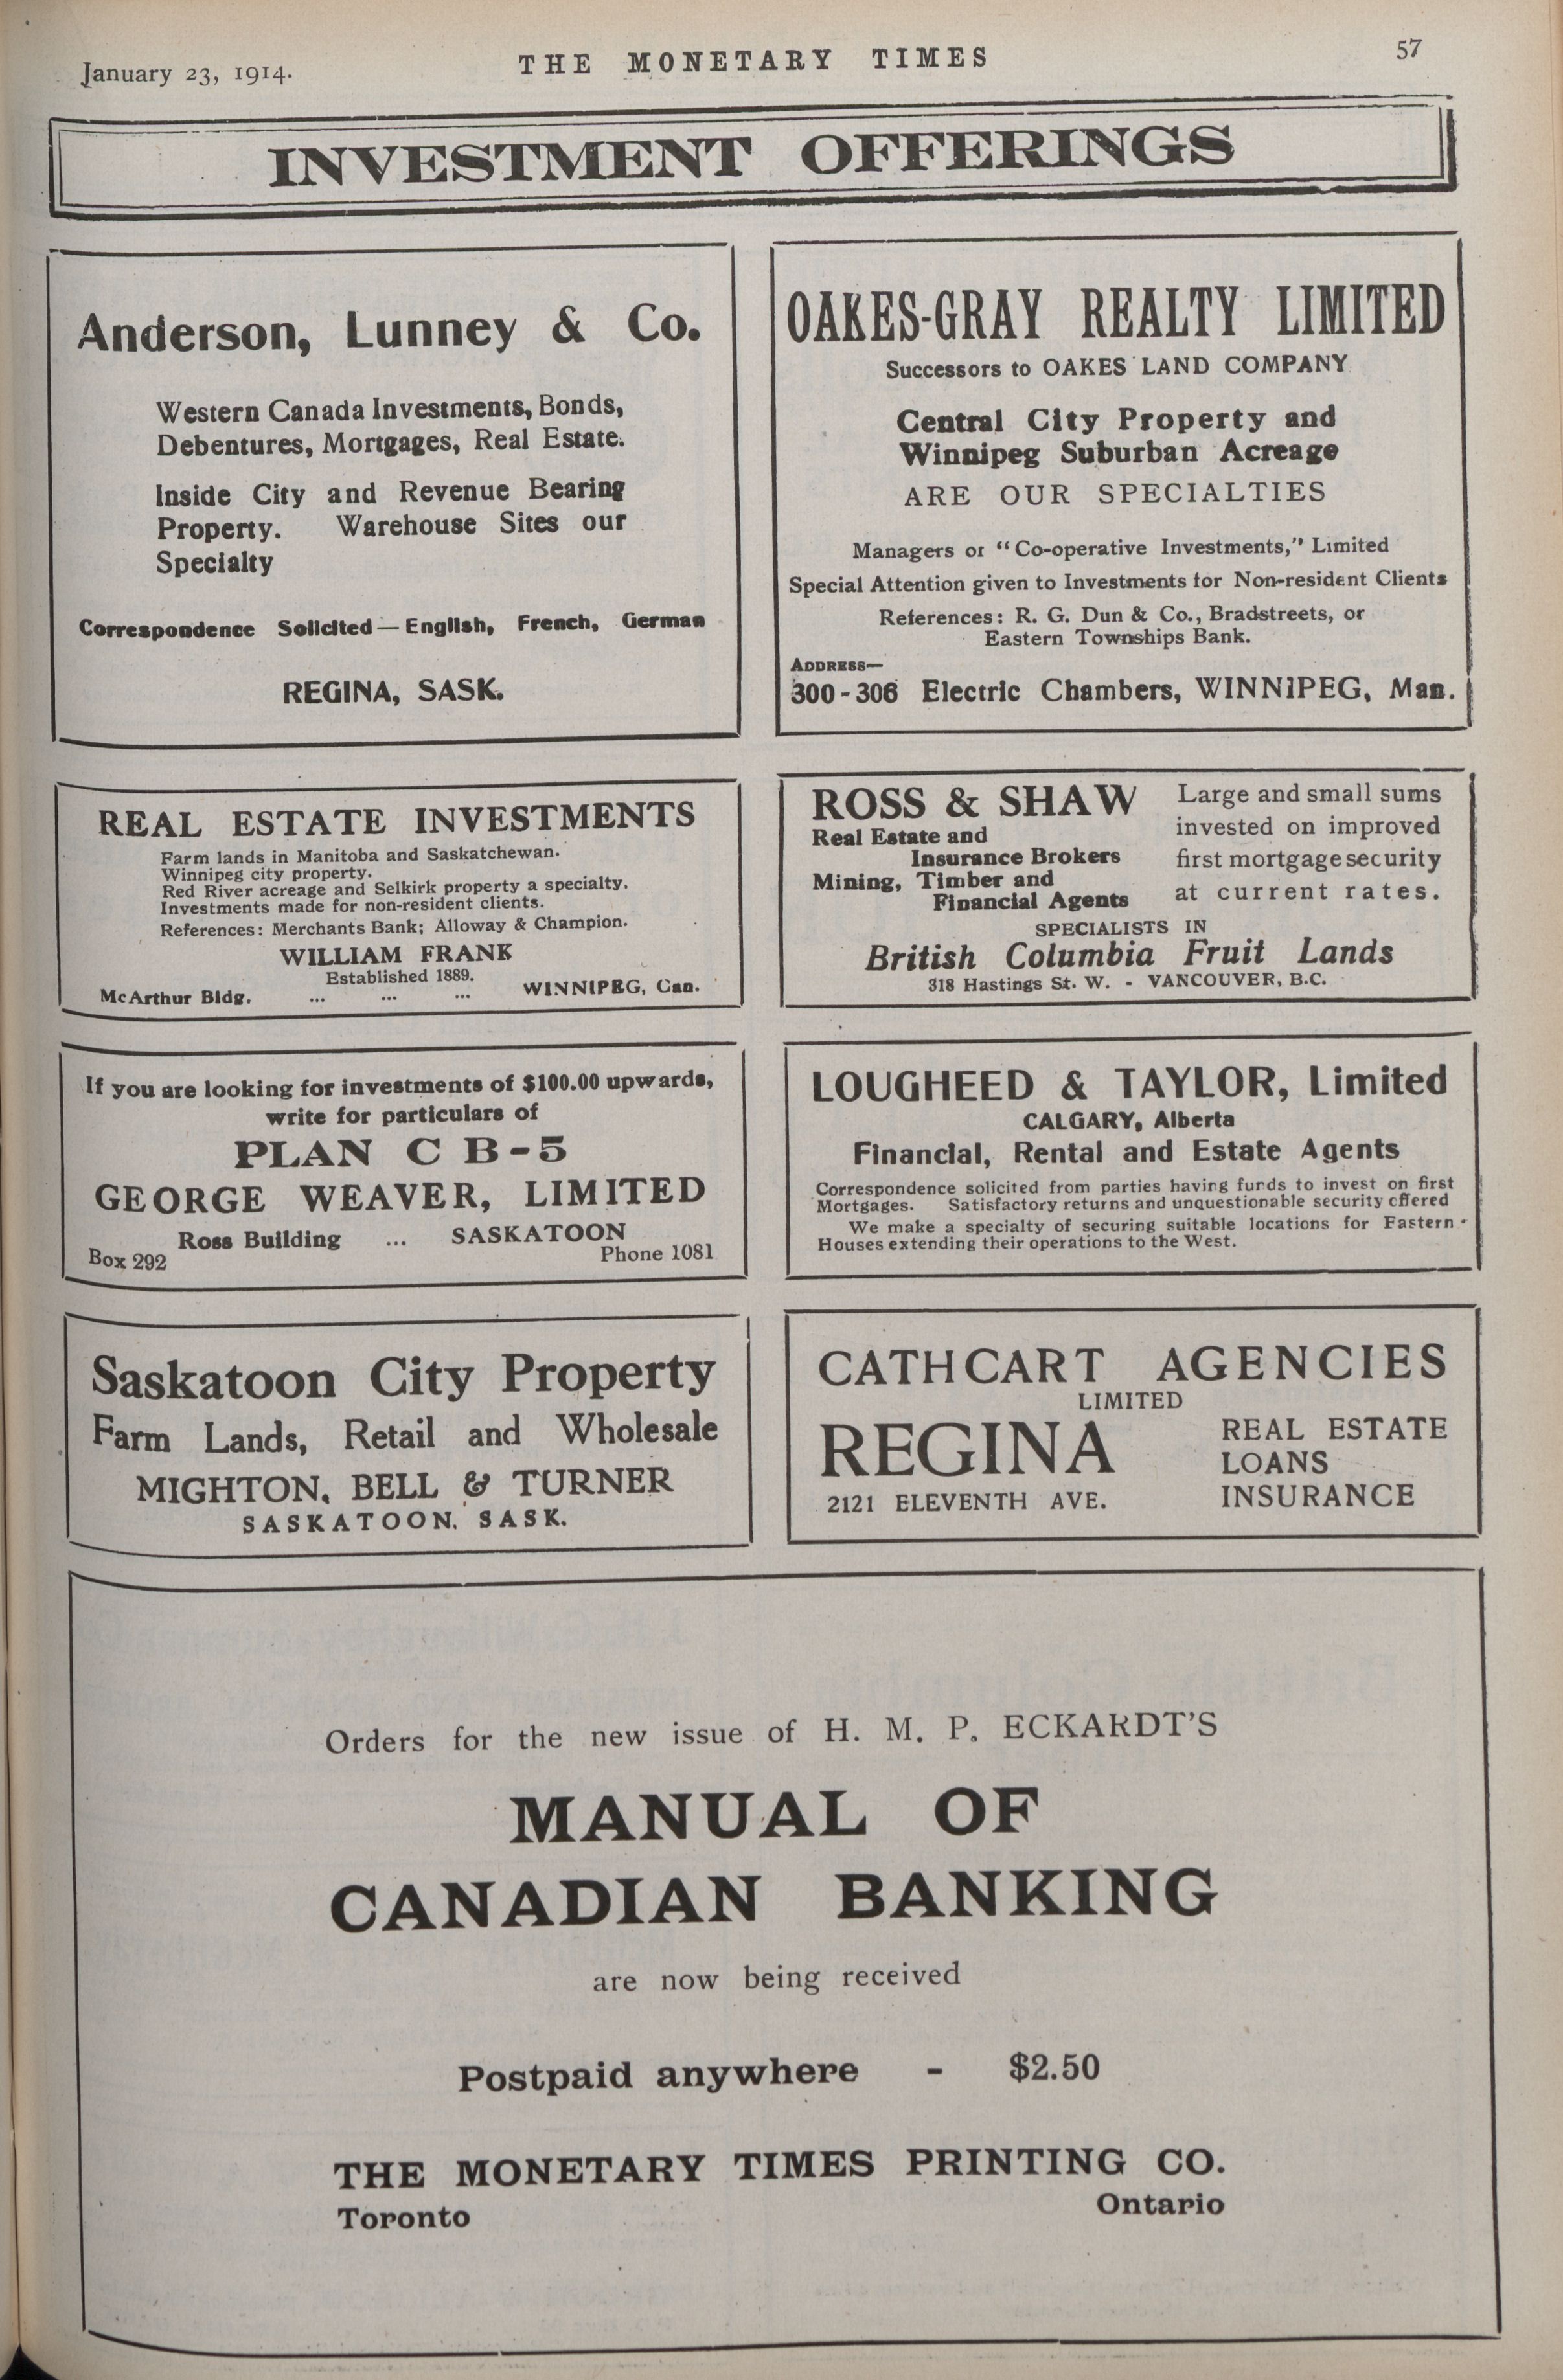 January 23, 1914.
THE MONETARY TIMES
57
INVESTMENT OFFERINGS
Anderson, Lunney & Co.
Western Canada Investments, Bonds,
Debentures, Mortgages, Real Estate.
Inside City and Revenue Bearing
Property. Warehouse Sites our
Specialty
Correspondence Solicited — English, French, German
REGINA, SASK.
OAKES-GRAY REALTY LIMITED
Successors to OAKES LAND COMPANY
Central City Property and
Winnipeg Suburban Acreage
ARE OUR SPECIALTIES
Managers of "Co-operative Investments," Limited
Special Attention given to Investments for Non-resident Clients
References: R. G. Dun & Co., Bradstreets, or
Eastern Townships Bank.
ADDRESS—
300-306 Electric Chambers, WINNIPEG, Man.
REAL ESTATE INVESTMENTS
Farm lands in Manitoba and Saskatchewan.
Winnipeg city property.
Red River acreage and Selkirk property a specialty.
Investments made for non-resident clients.
References: Merchants Bank; Alloway & Champion.
WILLIAM FRANK
Established 1889.
McArthur Bldg. ... ... ... WINNIPEG, Can.
ROSS & SHAW
Real Estate and
Insurance Brokers
Mining, Timber and
Financial Agents
Large and small sums
invested on improved
first mortgage security
at current rates.
SPECIALISTS IN
British Columbia Fruit Lands
318 Hastings St. W. - VANCOUVER, B.C.
If you are looking for investments of $100.00 upwards,
write for particulars of
PLAN C B-5
GEORGE WEAVER, LIMITED
Ross Building ... SASKATOON
Box 292 Phone 1081
LOUGHEED & TAYLOR, Limited
CALGARY, Alberta
Financial, Rental and Estate Agents
Correspondence solicited from parties having funds to invest on first
Mortgages. Satisfactory returns and unquestionable security offered
We make a specialty of securing suitable locations for Eastern
Houses extending their operations to the West.
Saskatoon City Property
Farm Lands, Retail and Wholesale
MIGHTON, BELL & TURNER
SASKATOON, SASK.
CATHCART AGENCIES
LIMITED
REGINA
2121 ELEVENTH AVE.
REAL ESTATE
LOANS
INSURANCE
Orders for the new issue of H. M. P. ECKARDT'S
MANUAL OF
CANADIAN BANKING
are now being received
Postpaid anywhere - $2.50
THE MONETARY TIMES PRINTING CO.
Toronto Ontario